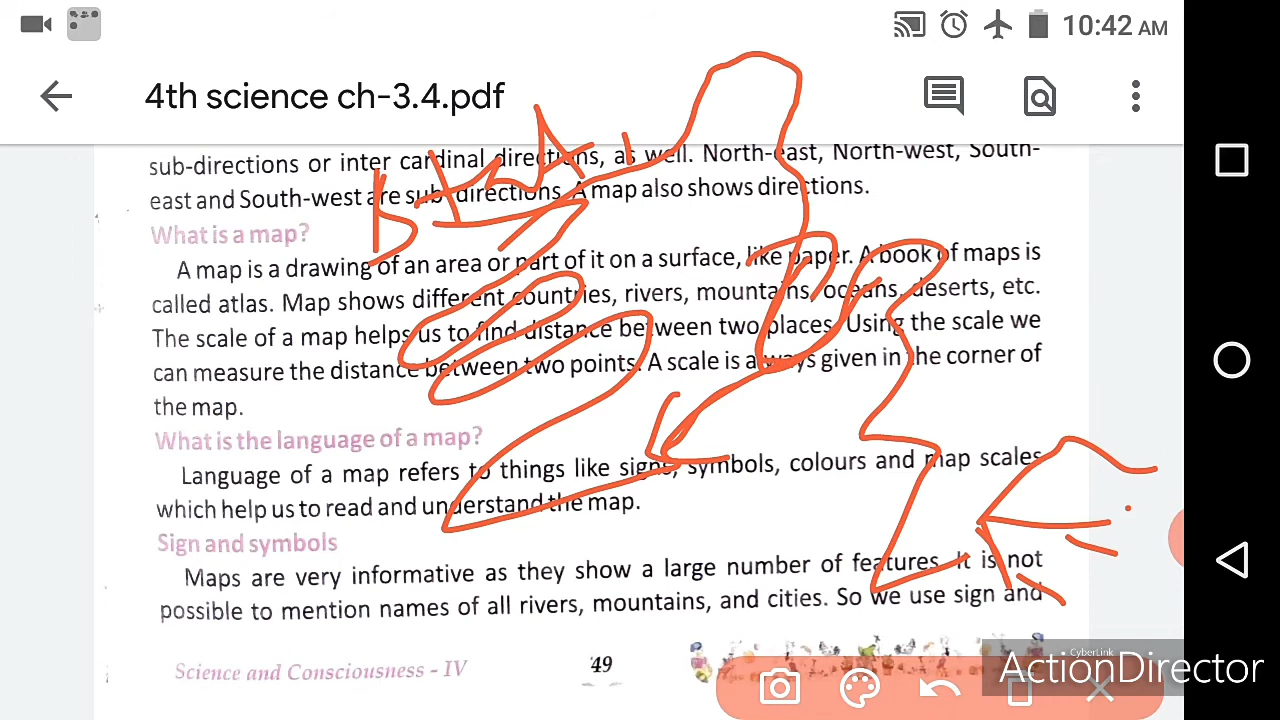 10:42 AM
4th science ch-3.4.pdf
sub-directions or inter cardinal directions, as well. North-east, North-west, South-
east and South-west are sub-directions. A map also shows directions.
What is a map?
A map is a drawing of an area or part of it on a surface, like paper. A book of maps is
called atlas. Map shows different countries, rivers, mountains, oceans, deserts, etc.
The scale of a map helps us to find distance between two places. Using the scale we
can measure the distance between two points. A scale is always given in the corner of
the map.
What is the language of a map?
Language of a map refers to things like signs, symbols, colours and map scales
which help us to read and understand the map.
Sign and symbols
Maps are very informative as they show a large number of features. It is not
possible to mention names of all rivers, mountains, and cities. So we use sign and
Science and Consciousness - IV
49
CyberLink
ActionDirector